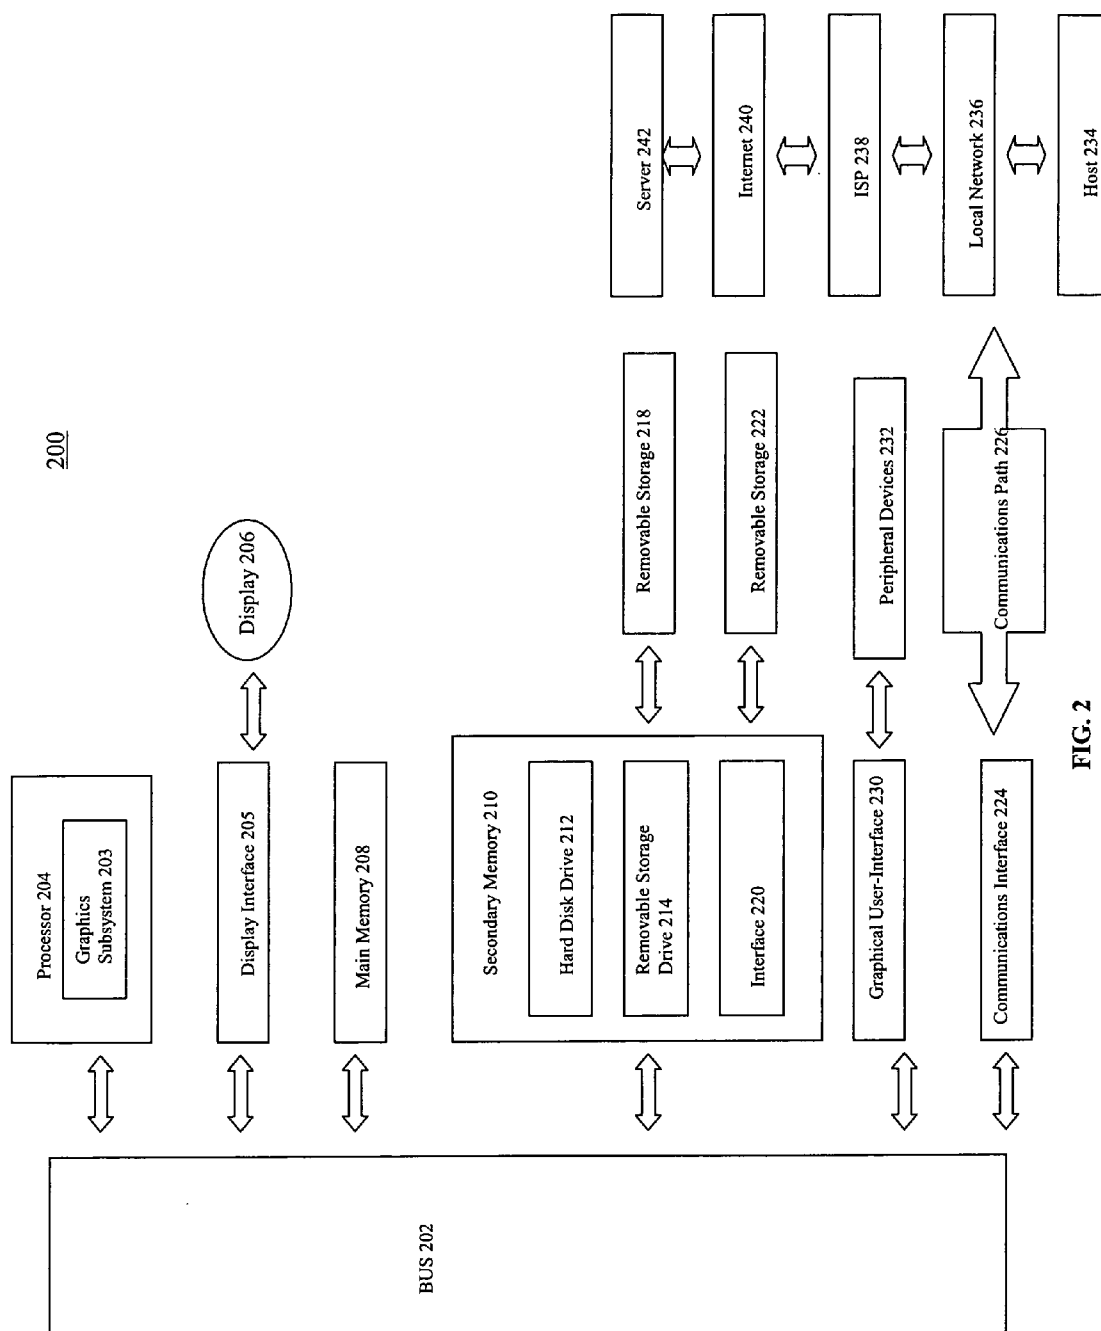 200
Processor 204
Graphics
Subsystem 203
Display Interface 205
Display 206
Main Memory 208
Secondary Memory 210
Hard Disk Drive 212
Removable Storage
Drive 214
Interface 220
Removable Storage 218
Removable Storage 222
Graphical User-Interface 230
Peripheral Devices 232
Communications Interface 224
Communications Path 226
Server 242
Internet 240
ISP 238
Local Network 236
Host 234
BUS 202
FIG. 2